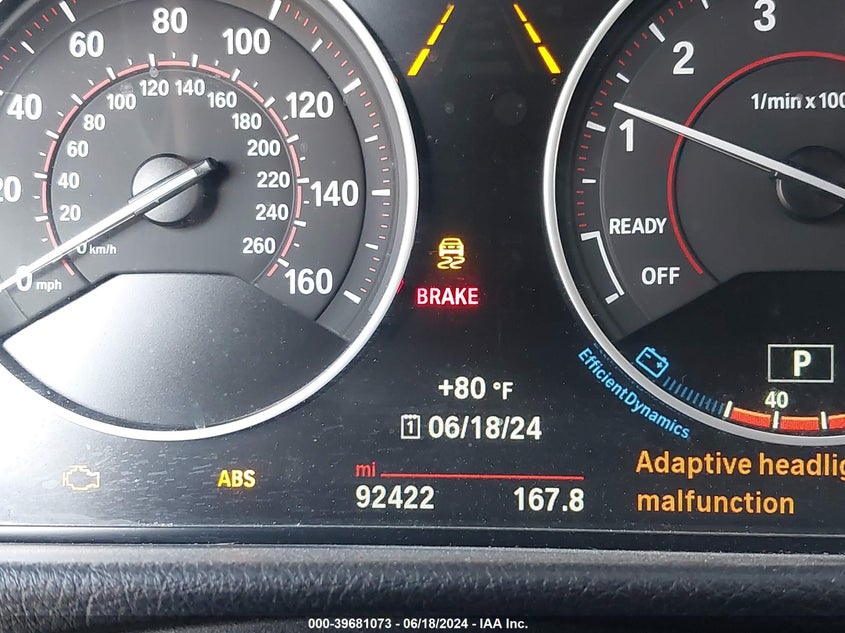 20
40
60
80
100
120
140
160
0 mph
20
40
60
80
100
120
140
160
180
200
220
240
260
0 km/h
1
2
3
1/min x 100
READY
OFF
BRAKE
+80 °F
1 06/18/24
P
EfficientDynamics
40
ABS
mi
92422 167.8
Adaptive headlig
malfunction
000-39681073 - 06/18/2024 - IAA Inc.